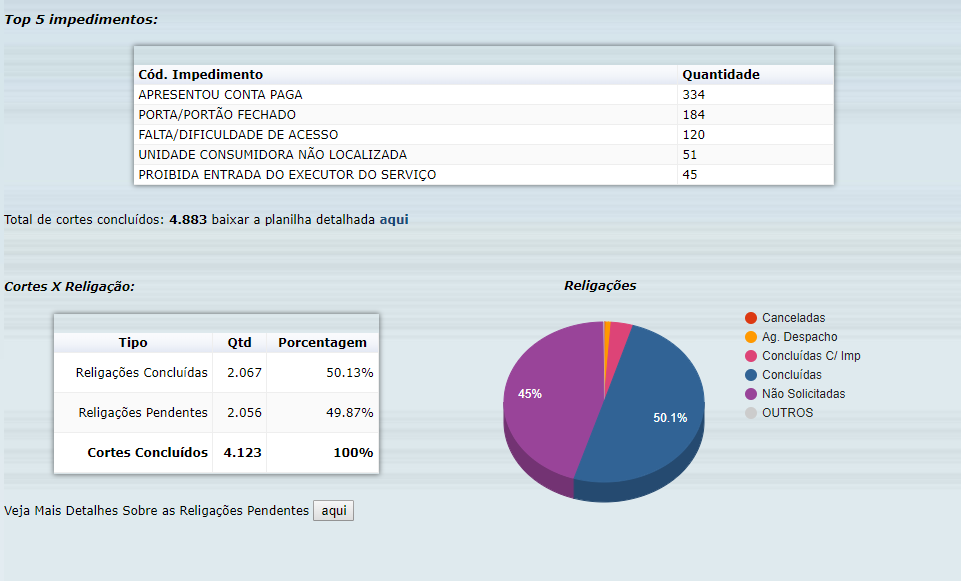 Top 5 impedimentos:
Cód. Impedimento Quantidade
APRESENTOU CONTA PAGA 334
PORTA/PORTÃO FECHADO 184
FALTA/DIFICULDADE DE ACESSO 120
UNIDADE CONSUMIDORA NÃO LOCALIZADA 51
PROIBIDA ENTRADA DO EXECUTOR DO SERVIÇO 45
Total de cortes concluídos: 4.883 baixar a planilha detalhada aqui
Cortes X Religação:
Tipo Qtd Porcentagem
Religações Concluídas 2.067 50.13%
Religações Pendentes 2.056 49.87%
Cortes Concluídos 4.123 100%
Veja Mais Detalhes Sobre as Religações Pendentes aqui
Religações
45%
50.1%
Canceladas
Ag. Despacho
Concluídas C/ Imp
Concluídas
Não Solicitadas
OUTROS